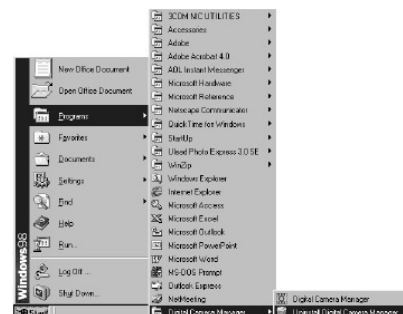 New Office Document
Open Office Document
Programs
Favorites
Documents
Settings
Find
Help
Run...
Log Off ...
Shut Down...
Start
Windows98
3COM NIC UTILITIES
Accessories
Adobe
Adobe Acrobat 4.0
AOL Instant Messenger
Microsoft Hardware
Microsoft Reference
Netscape Communicator
QuickTime for Windows
StartUp
Ulead Photo Express 3.0 SE
WinZip
Windows Explorer
Internet Explorer
Microsoft Access
Microsoft Excel
Microsoft Outlook
Microsoft PowerPoint
Microsoft Word
MS-DOS Prompt
Outlook Express
NetMeeting
Digital Camera Manager
Digital Camera Manager
Uninstall Digital Camera Manager